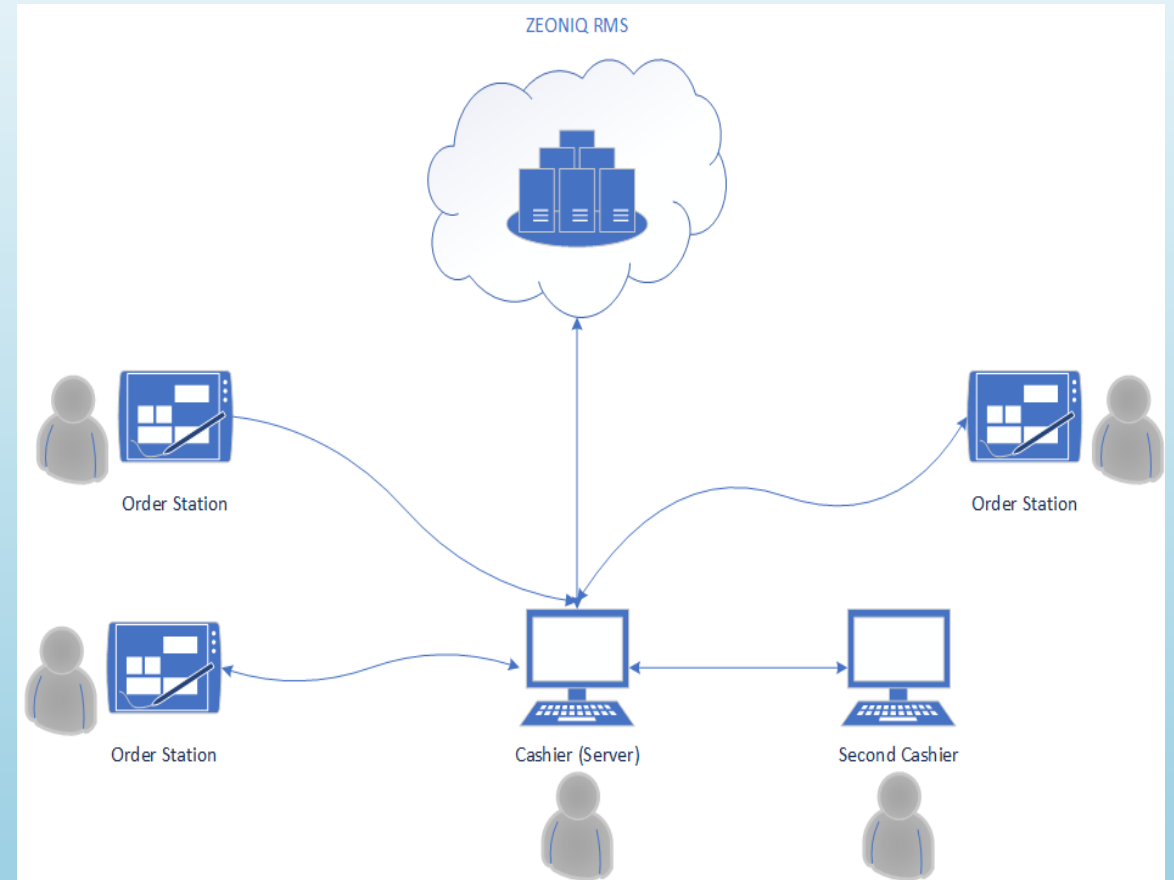 ZEONIQ RMS
Order Station
Order Station
Order Station
Cashier (Server)
Second Cashier